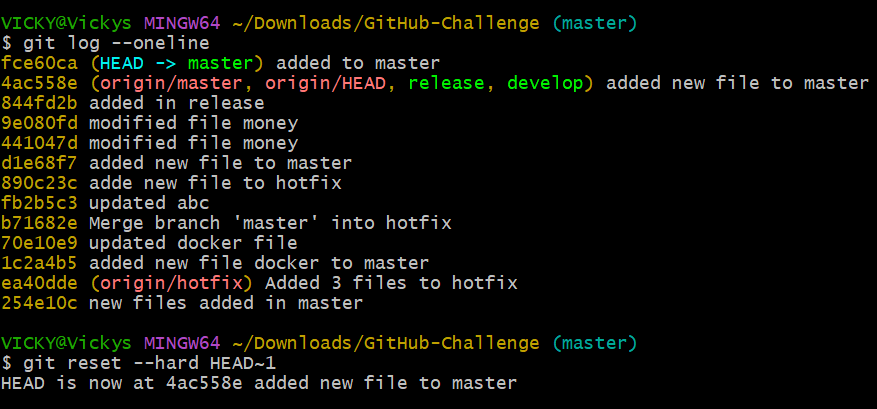 VICKY@Vickys MINGW64 ~/Downloads/GitHub-Challenge (master)
$ git log --oneline
fce60ca (HEAD -> master) added to master
4ac558e (origin/master, origin/HEAD, release, develop) added new file to master
844fd2b added in release
9e080fd modified file money
441047d modified file money
d1e68f7 added new file to master
890c23c adde new file to hotfix
fb2b5c3 updated abc
b71682e Merge branch 'master' into hotfix
70e10e9 updated docker file
1c2a4b5 added new file docker to master
ea40dde (origin/hotfix) Added 3 files to hotfix
254e10c new files added in master
VICKY@Vickys MINGW64 ~/Downloads/GitHub-Challenge (master)
$ git reset --hard HEAD~1
HEAD is now at 4ac558e added new file to master